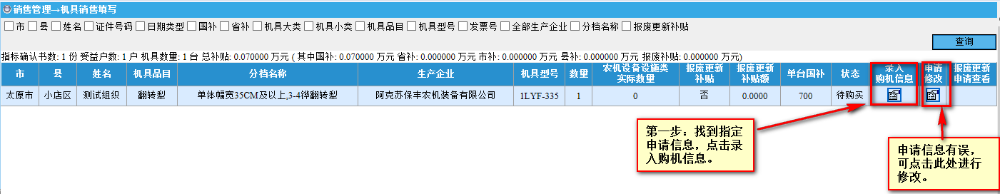 销售管理→机具销售填写
市 县 姓名 证件号码 日期类型 国补 省补 机具大类 机具小类 机具品目 机具型号 发票号 全部生产企业 分档名称 报废更新补贴
查询
指标确认书数: 1 份 受益户数: 1 户 机具数量: 1 台 总补贴: 0.070000 万元 ( 其中国补: 0.070000 万元 省补: 0.000000 万元 市补: 0.000000 万元 县补: 0.000000 万元 报废补贴: 0.000000 万元)
市 县 姓名 机具品目 分档名称 生产企业 机具型号 数量 农机设备设施类 实际数量 报废更新 补贴 报废更新 补贴额 单台国补 状态 录入 购机信息 申请 修改 报废更新 申请查看
太原市 小店区 测试组织 翻转犁 单体幅宽35CM及以上,3-4铧翻转犁 阿克苏保丰农机装备有限公司 1LYF-335 1 0 否 0.0000 700 待购买
第一步：找到指定
申请信息，点击录
入购机信息。
申请信息有误，
可点击此处进行
修改。